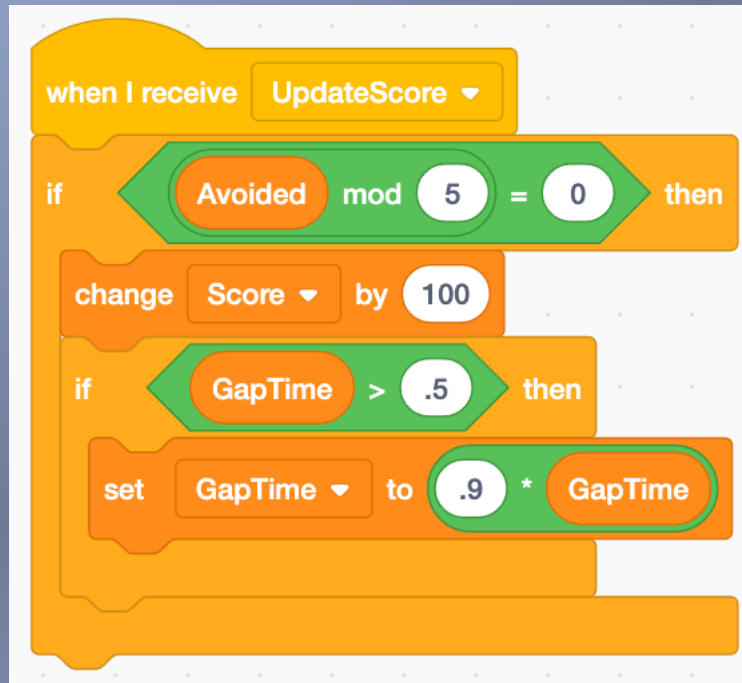 when I receive UpdateScore
if Avoided mod 5 = 0 then
change Score by 100
if GapTime > .5 then
set GapTime to .9 * GapTime